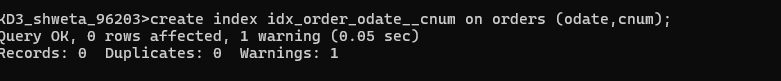 KD3_shweta_96203>create index idx_order_odate__cnum on orders (odate,cnum);
Query OK, 0 rows affected, 1 warning (0.05 sec)
Records: 0  Duplicates: 0  Warnings: 1